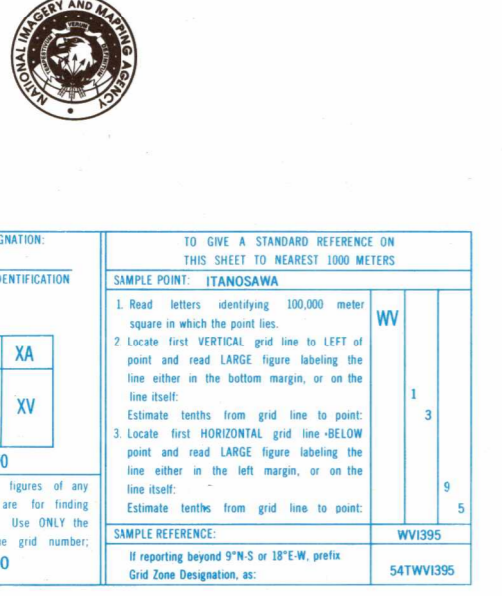 NATIONAL IMAGERY AND MAPPING AGENCY
GNATION:
ENTIFICATION
XA
XV
0
figures of any
are for finding
Use ONLY the
e grid number;
0
TO GIVE A STANDARD REFERENCE ON
THIS SHEET TO NEAREST 1000 METERS
SAMPLE POINT: ITANOSAWA
1. Read letters identifying 100,000 meter
square in which the point lies.
WV
2 Locate first VERTICAL grid line to LEFT of
point and read LARGE figure labeling the
line either in the bottom margin, or on the
line itself:
1
Estimate tenths from grid line to point:
3
3. Locate first HORIZONTAL grid line BELOW
point and read LARGE figure labeling the
line either in the left margin, or on the
line itself:
9
Estimate tenths from grid line to point:
5
SAMPLE REFERENCE:
WV1395
If reporting beyond 9°N-S or 18°E-W, prefix
Grid Zone Designation, as:
54TWV1395